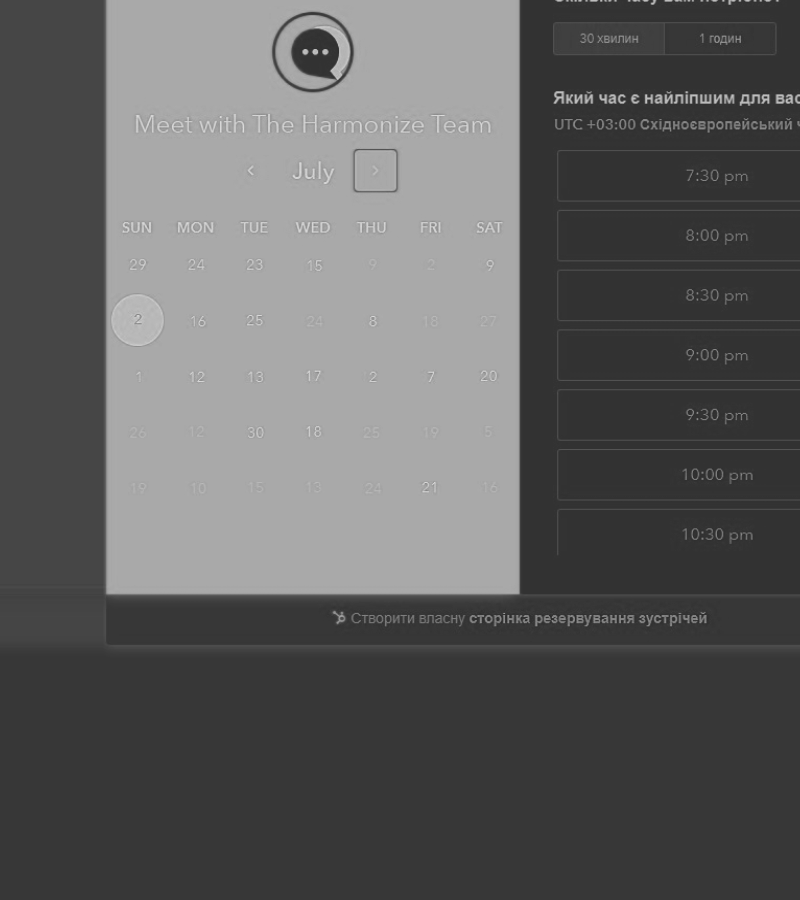 30 хвилин 1 годин
Який час є найліпшим для вас
UTC +03:00 Східноєвропейський ч
Meet with The Harmonize Team
July
SUN MON TUE WED THU FRI SAT
29 24 23 15 9 2 9
2 16 25 24 8 18 27
1 12 13 17 2 7 20
26 12 30 18 25 19 5
19 10 15 13 24 21 16
7:30 pm
8:00 pm
8:30 pm
9:00 pm
9:30 pm
10:00 pm
10:30 pm
Створити власну сторінка резервування зустрічей